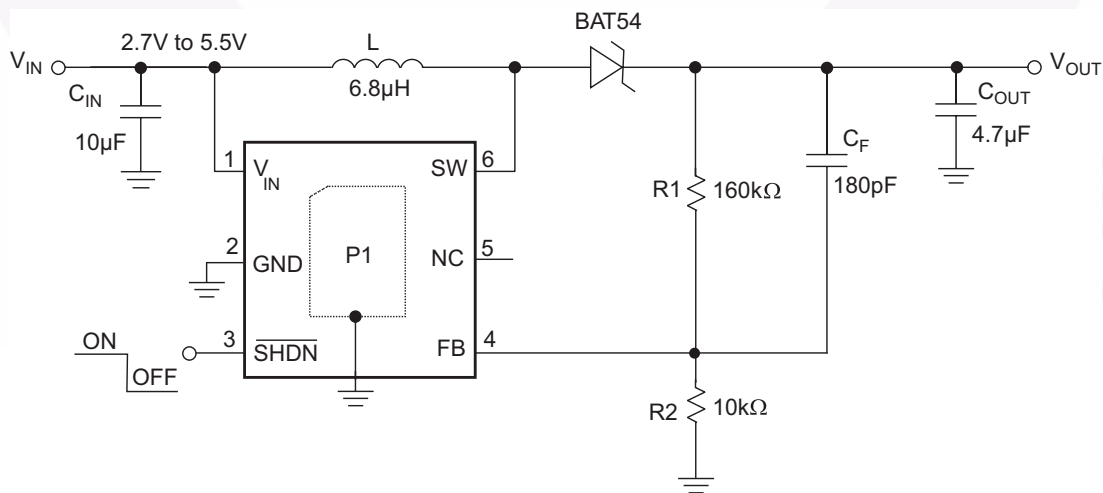 BAT54
2.7V to 5.5V
L
V_IN
V_OUT
6.8µH
C_IN
C_OUT
10µF
4.7µF
C_F
1
V_IN
SW
6
R1
160kΩ
180pF
2
GND
P1
NC
5
ON
3
SHDN
FB
4
OFF
R2
10kΩ